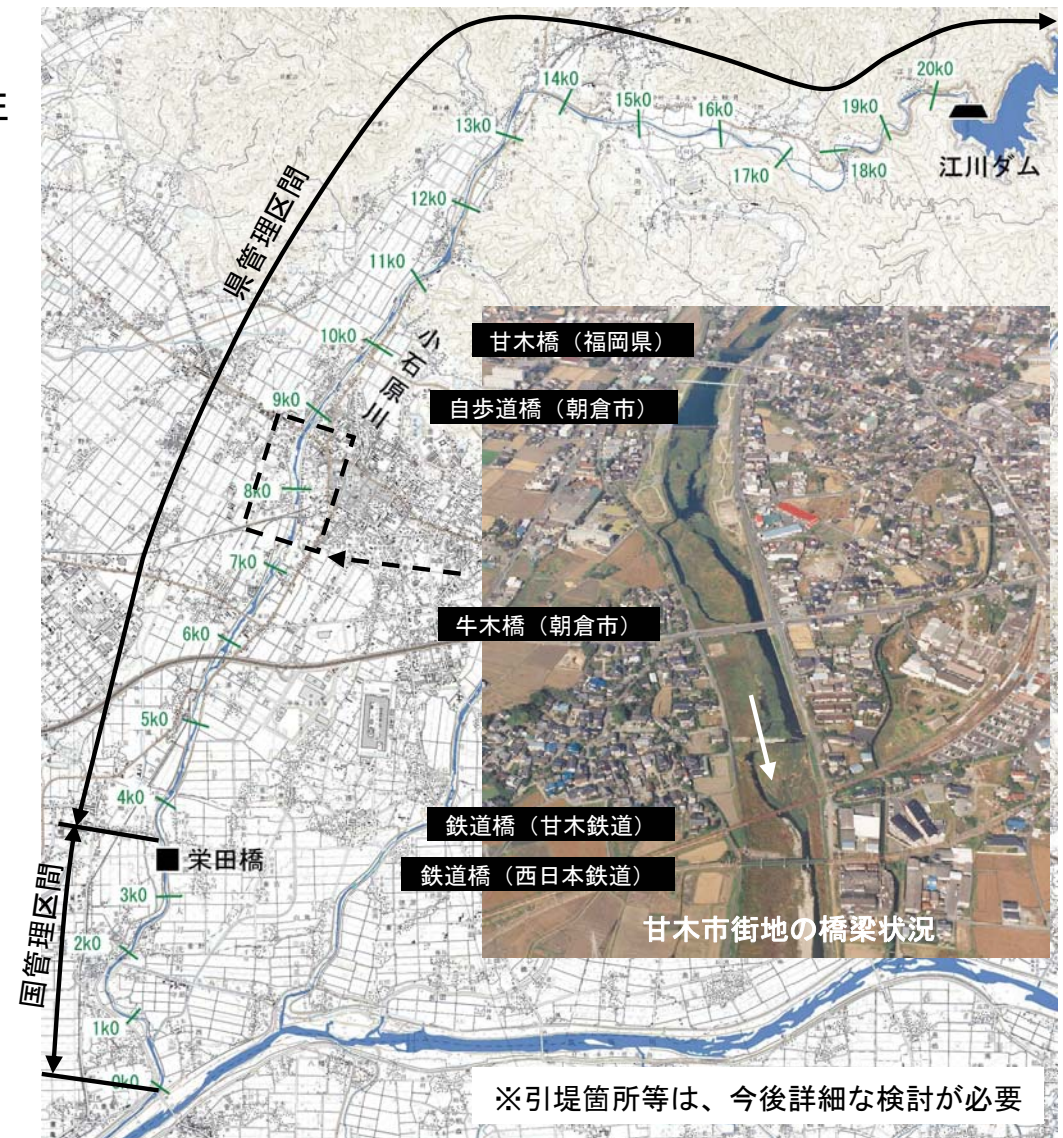 20k0
14k0
15k0
16k0
19k0
13k0
17k0
18k0
江川ダム
12k0
県管理区間
11k0
10k0
小石原川
甘木橋（福岡県）
自歩道橋（朝倉市）
9k0
8k0
7k0
牛木橋（朝倉市）
6k0
5k0
4k0
鉄道橋（甘木鉄道）
栄田橋
鉄道橋（西日本鉄道）
3k0
国管理区間
甘木市街地の橋梁状況
2k0
1k0
0k0
※引堤箇所等は、今後詳細な検討が必要